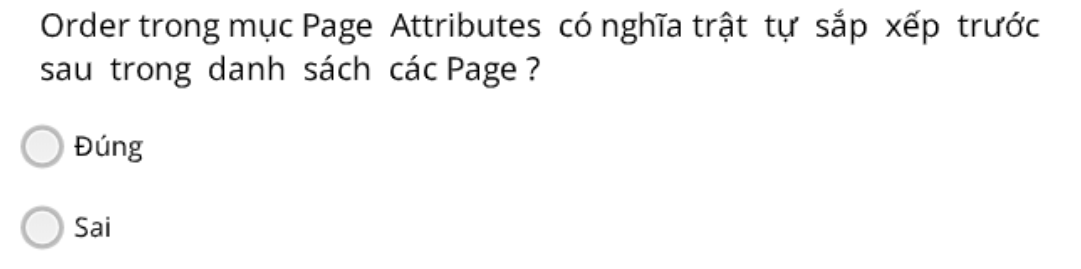 Order trong mục Page Attributes có nghĩa trật tự sắp xếp trước
sau trong danh sách các Page ?
Đúng
Sai